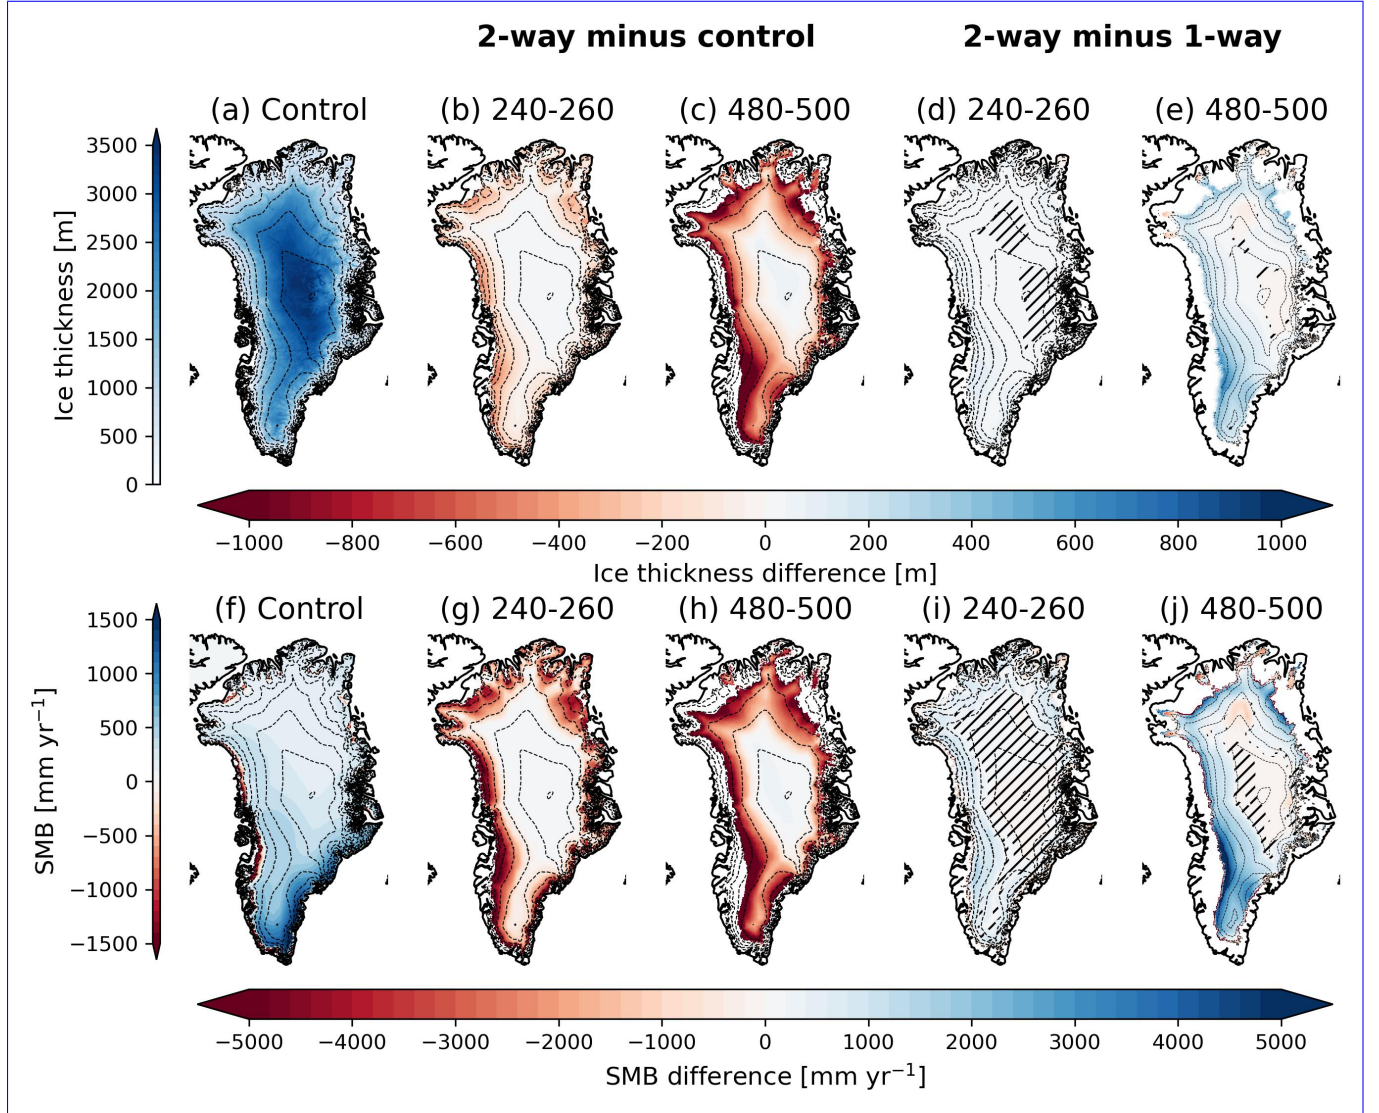 2-way minus control 2-way minus 1-way
(a) Control (b) 240-260 (c) 480-500 (d) 240-260 (e) 480-500
Ice thickness [m]
3500
3000
2500
2000
1500
1000
500
0
−1000 −800 −600 −400 −200 0 200 400 600 800 1000
Ice thickness difference [m]
(f) Control (g) 240-260 (h) 480-500 (i) 240-260 (j) 480-500
SMB [mm yr⁻¹]
1500
1000
500
0
−500
−1000
−1500
−5000 −4000 −3000 −2000 −1000 0 1000 2000 3000 4000 5000
SMB difference [mm yr⁻¹]